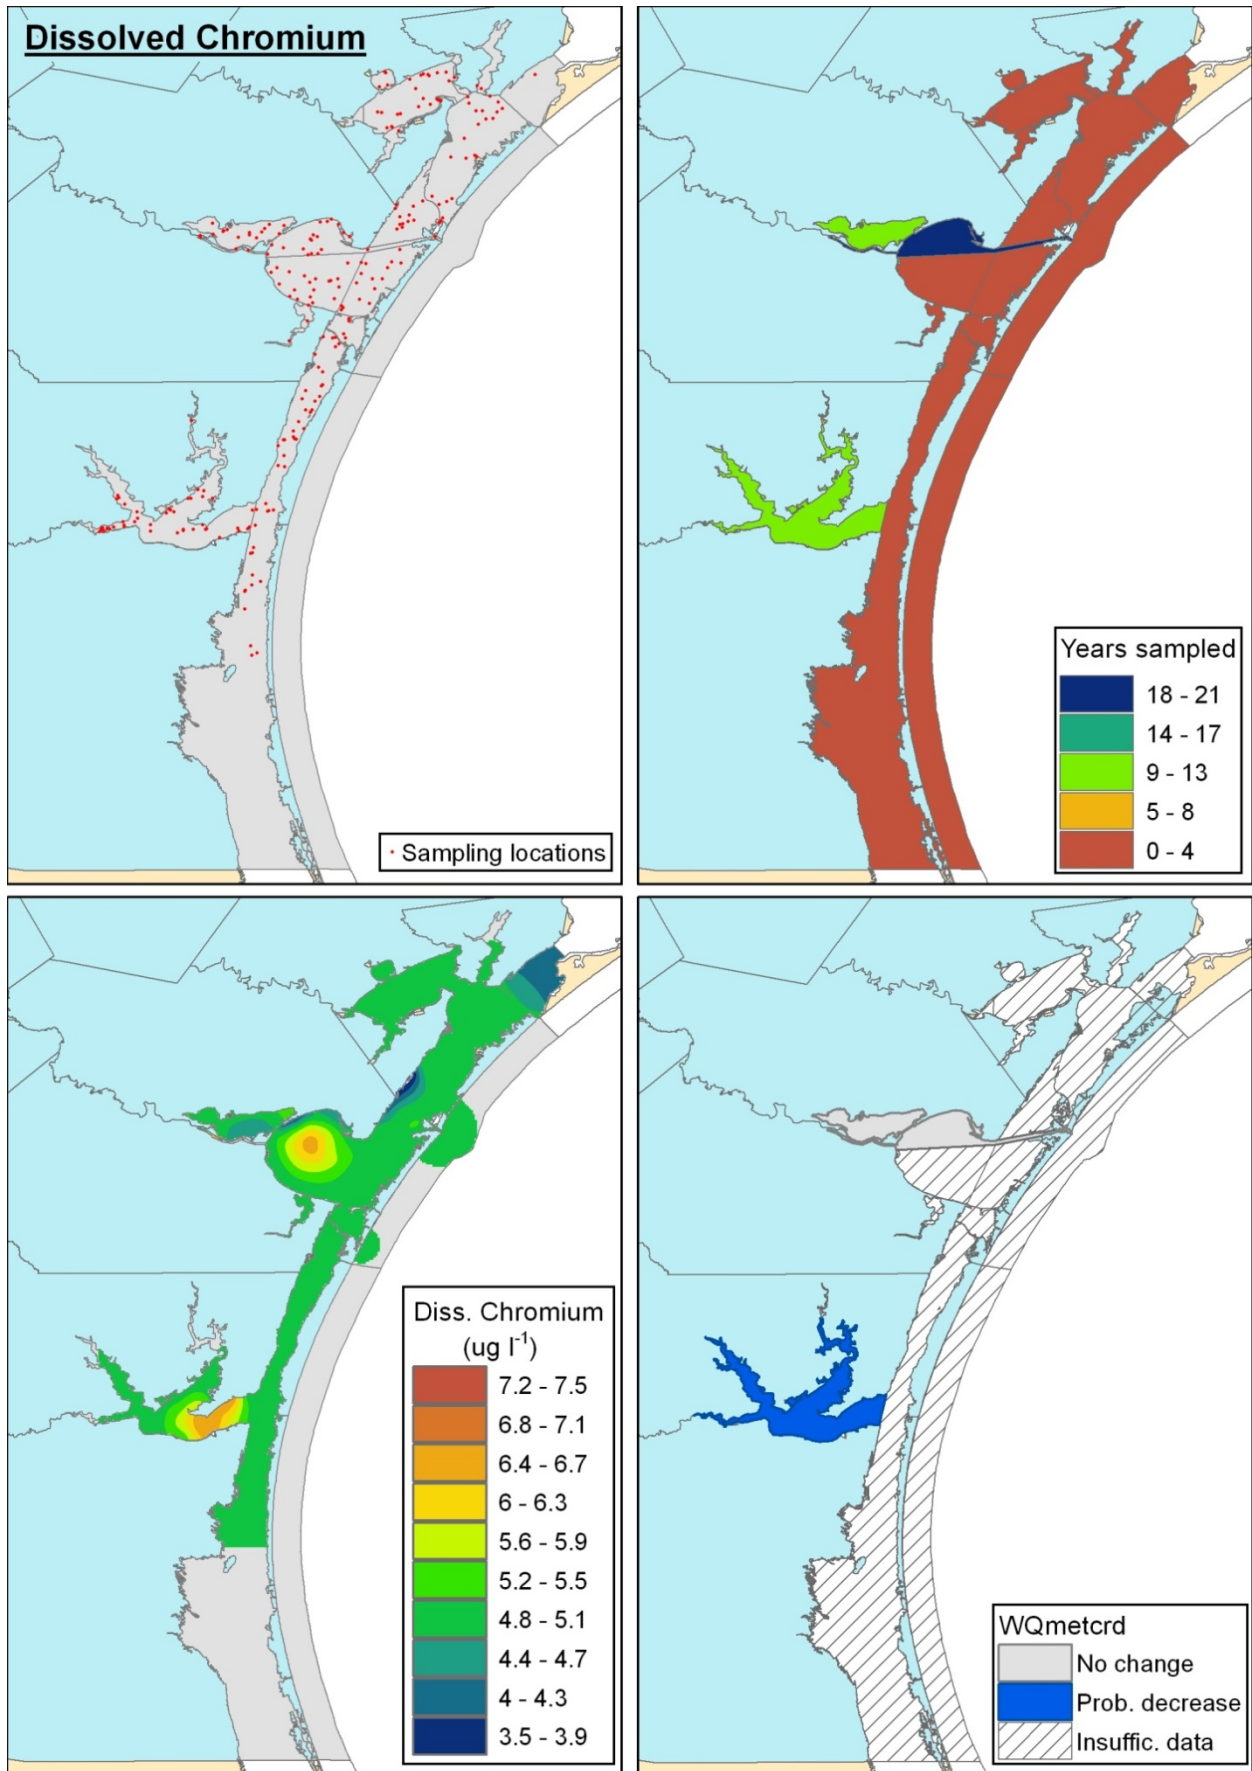 Dissolved Chromium
Sampling locations
Years sampled
18 - 21
14 - 17
9 - 13
5 - 8
0 - 4
Diss. Chromium
(ug l⁻¹)
7.2 - 7.5
6.8 - 7.1
6.4 - 6.7
6 - 6.3
5.6 - 5.9
5.2 - 5.5
4.8 - 5.1
4.4 - 4.7
4 - 4.3
3.5 - 3.9
WQmetcrd
No change
Prob. decrease
Insuffic. data